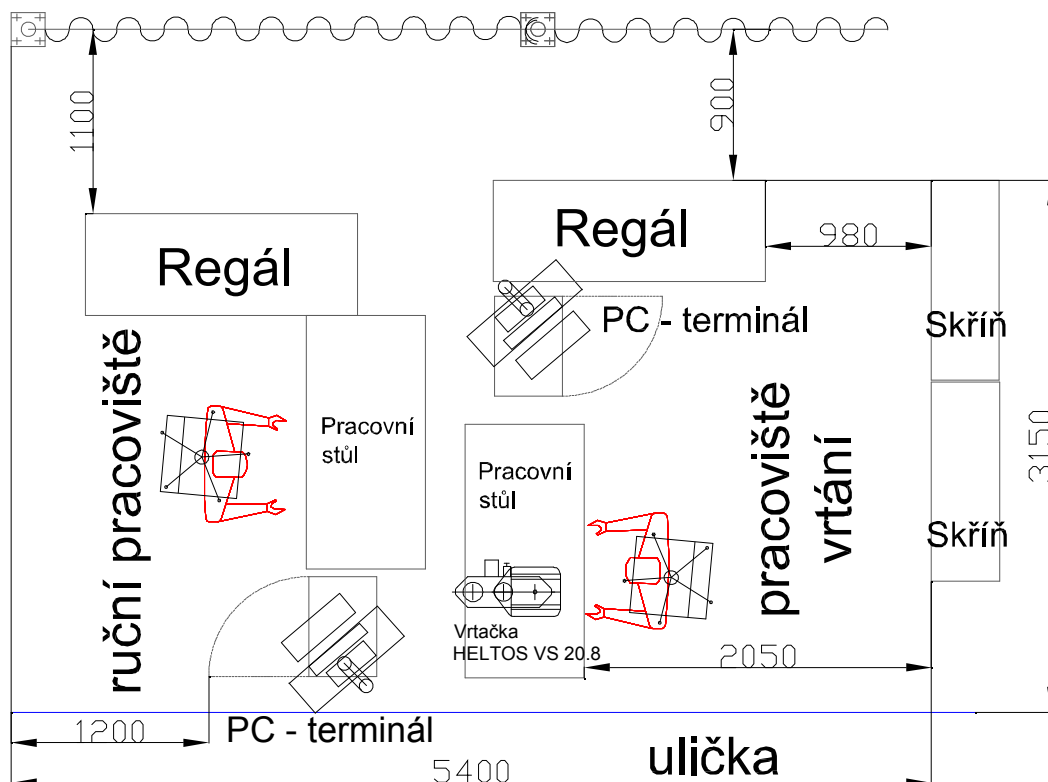 1100
900
Regál
Regál
980
PC - terminál
Skříň
ruční pracoviště
Pracovní
stůl
Pracovní
stůl
pracoviště
vrtání
3150
Skříň
Vrtačka
HELTOS VS 20.8
2050
1200
PC - terminál
ulička
5400